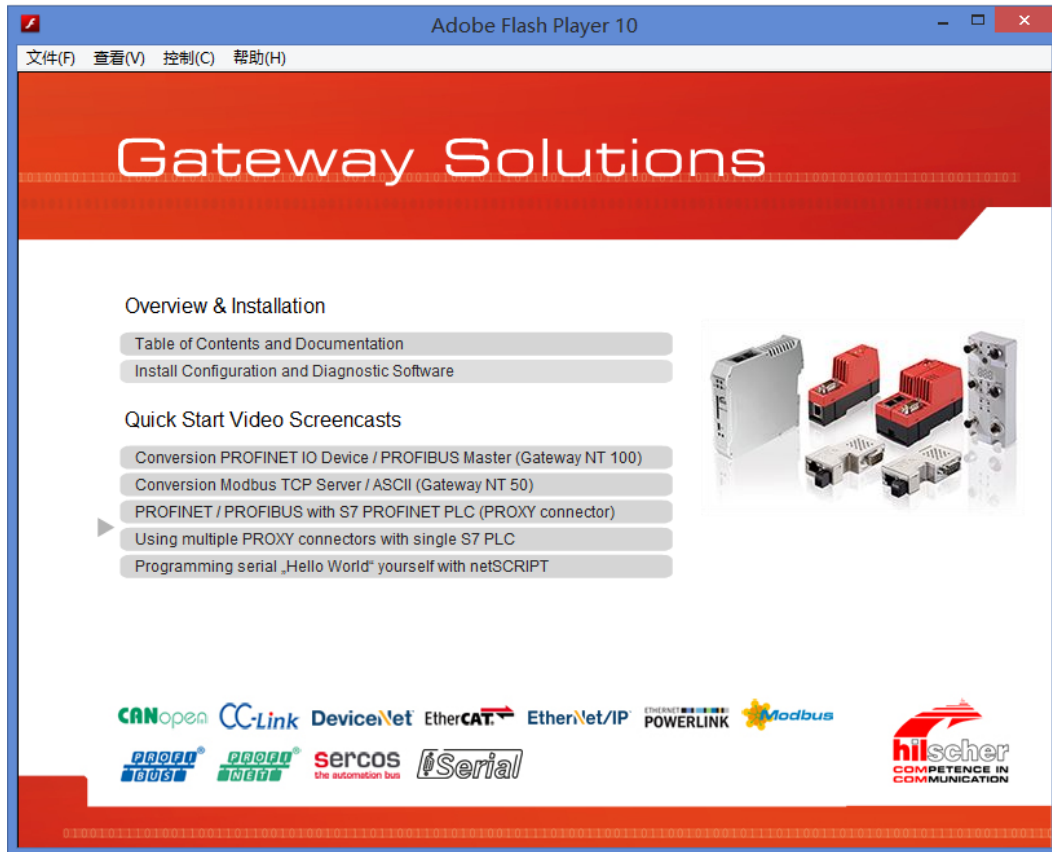 Adobe Flash Player 10
文件(F) 查看(V) 控制(C) 帮助(H)
Gateway Solutions
Overview & Installation
Table of Contents and Documentation
Install Configuration and Diagnostic Software
Quick Start Video Screencasts
Conversion PROFINET IO Device / PROFIBUS Master (Gateway NT 100)
Conversion Modbus TCP Server / ASCII (Gateway NT 50)
PROFINET / PROFIBUS with S7 PROFINET PLC (PROXY connector)
Using multiple PROXY connectors with single S7 PLC
Programming serial „Hello World“ yourself with netSCRIPT
CANopen CC-Link DeviceNet EtherCAT EtherNet/IP ETHERNET POWERLINK Modbus
PROFI BUS® PROFI NET® sercos the automation bus Serial
hilscher
COMPETENCE IN
COMMUNICATION